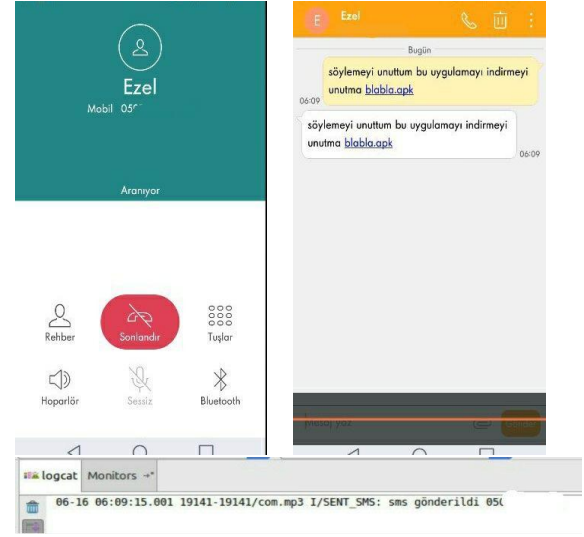 Ezel
Mobil 05
Aranıyor
Rehber
Sonlandır
Tuşlar
Hoparlör
Sessiz
Bluetooth
E Ezel
Bugün
söylemeyi unuttum bu uygulamayı indirmeyi
unutma blabla.apk
06:09
söylemeyi unuttum bu uygulamayı indirmeyi
unutma blabla.apk
06:09
logcat Monitors
06-16 06:09:15.001 19141-19141/com.mp3 I/SENT_SMS: sms gönderildi 05